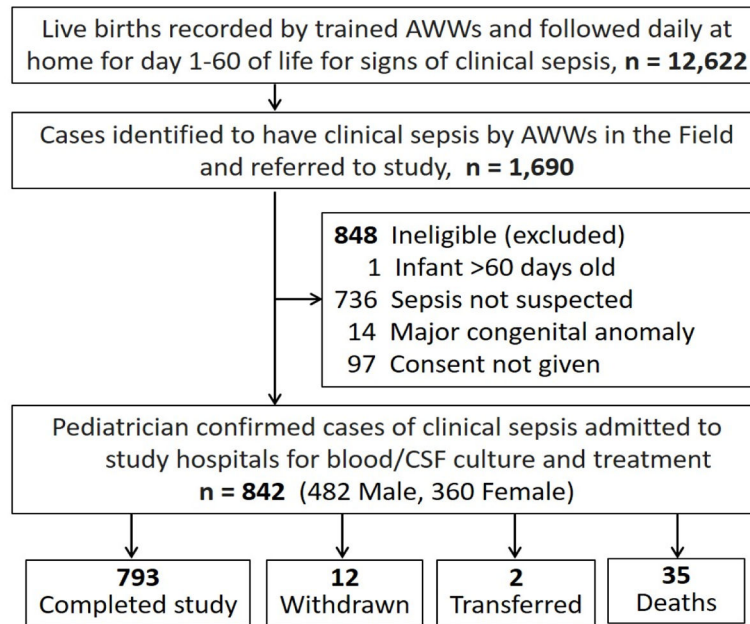 Live births recorded by trained AWWs and followed daily at
home for day 1-60 of life for signs of clinical sepsis, n = 12,622
Cases identified to have clinical sepsis by AWWs in the Field
and referred to study, n = 1,690
848 Ineligible (excluded)
1 Infant >60 days old
736 Sepsis not suspected
14 Major congenital anomaly
97 Consent not given
Pediatrician confirmed cases of clinical sepsis admitted to
study hospitals for blood/CSF culture and treatment
n = 842 (482 Male, 360 Female)
793
Completed study
12
Withdrawn
2
Transferred
35
Deaths